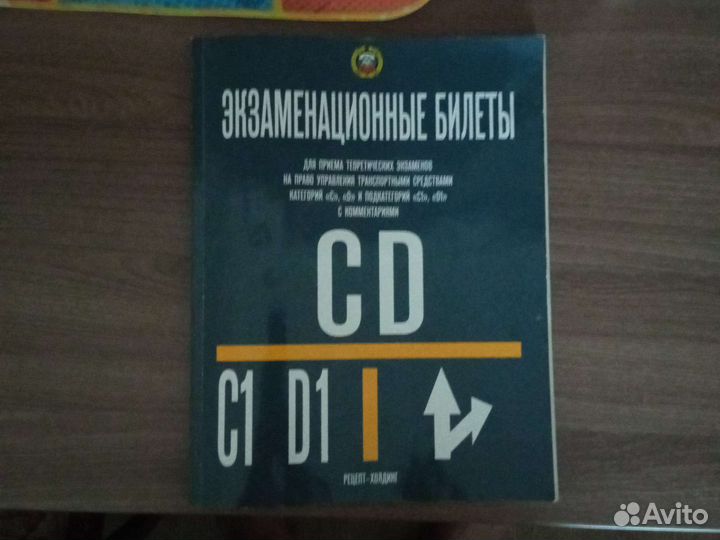 ЭКЗАМЕНАЦИОННЫЕ БИЛЕТЫ
ДЛЯ ПРИЕМА ТЕОРЕТИЧЕСКИХ ЭКЗАМЕНОВ
НА ПРАВО УПРАВЛЕНИЯ ТРАНСПОРТНЫМИ СРЕДСТВАМИ
КАТЕГОРИЙ «C», «D» И ПОДКАТЕГОРИЙ «C1», «D1»
С КОММЕНТАРИЯМИ
C D
C1 D1
РЕЦЕПТ-ХОЛДИНГ
Avito